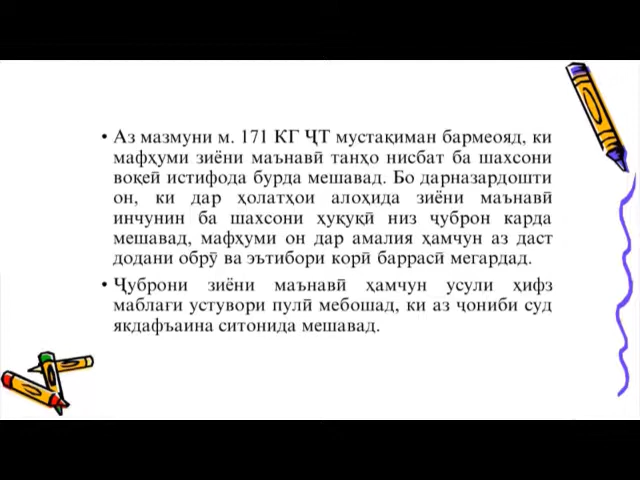 • Аз мазмуни м. 171 КГ ҶТ мустақиман бармеояд, ки
мафҳуми зиёни маънавӣ танҳо нисбат ба шахсони
воқеӣ истифода бурда мешавад. Бо дарназардошти
он, ки дар ҳолатҳои алоҳида зиёни маънавӣ
инчунин ба шахсони ҳуқуқӣ низ ҷуброн карда
мешавад, мафҳуми он дар амалия ҳамчун аз даст
додани обрӯ ва эътибори корӣ баррасӣ мегардад.
• Ҷуброни зиёни маънавӣ ҳамчун усули ҳифз
маблағи устувори пулӣ мебошад, ки аз ҷониби суд
якдафъаина ситонида мешавад.